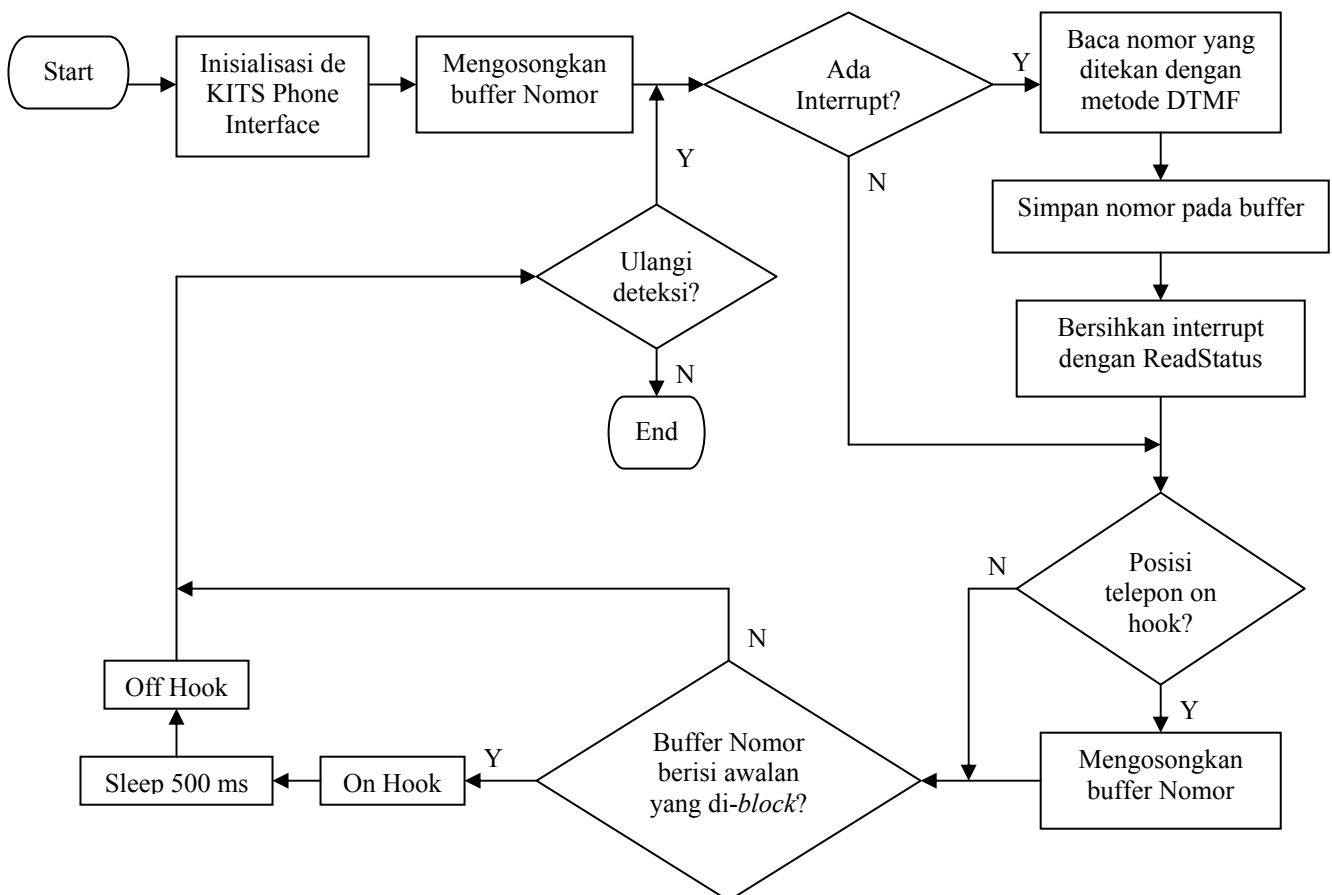 Start
Inisialisasi de
KITS Phone
Interface
Mengosongkan
buffer Nomor
Ada
Interrupt?
Y
Baca nomor yang
ditekan dengan
metode DTMF
N
Simpan nomor pada buffer
Y
Ulangi
deteksi?
Bersihkan interrupt
dengan ReadStatus
N
End
Posisi
telepon on
hook?
N
Y
Mengosongkan
buffer Nomor
N
Buffer Nomor
berisi awalan
yang di-block?
Y
On Hook
Sleep 500 ms
Off Hook